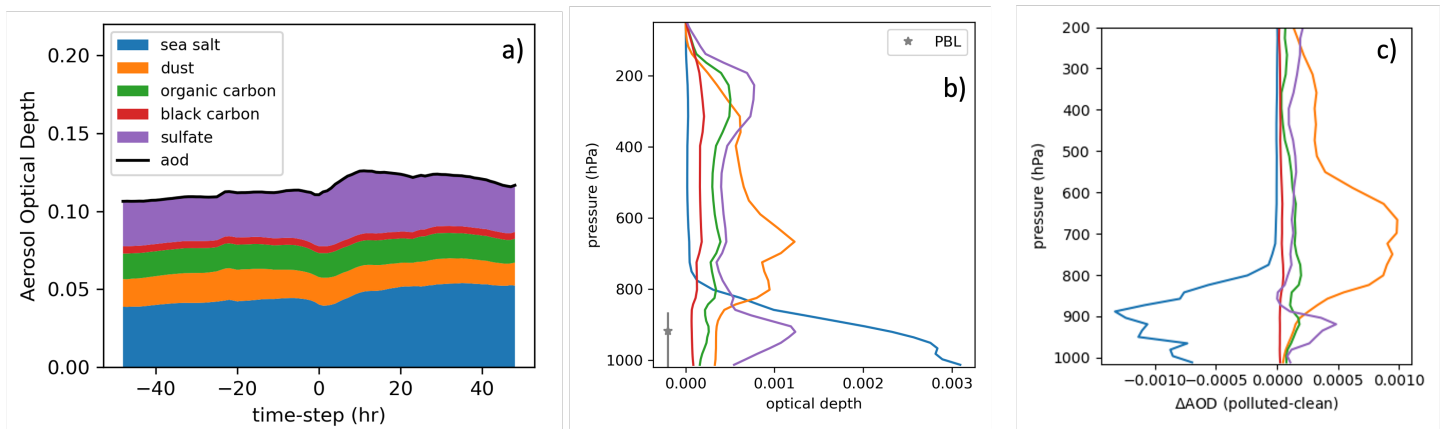 a)
sea salt
dust
organic carbon
black carbon
sulfate
aod
0.20
0.15
0.10
0.05
0.00
Aerosol Optical Depth
−40 −20 0 20 40
time-step (hr)
PBL
b)
200
400
600
800
1000
pressure (hPa)
0.000 0.001 0.002 0.003
optical depth
c)
200
300
400
500
600
700
800
900
1000
pressure (hPa)
−0.0010 −0.0005 0.0000 0.0005 0.0010
ΔAOD (polluted-clean)